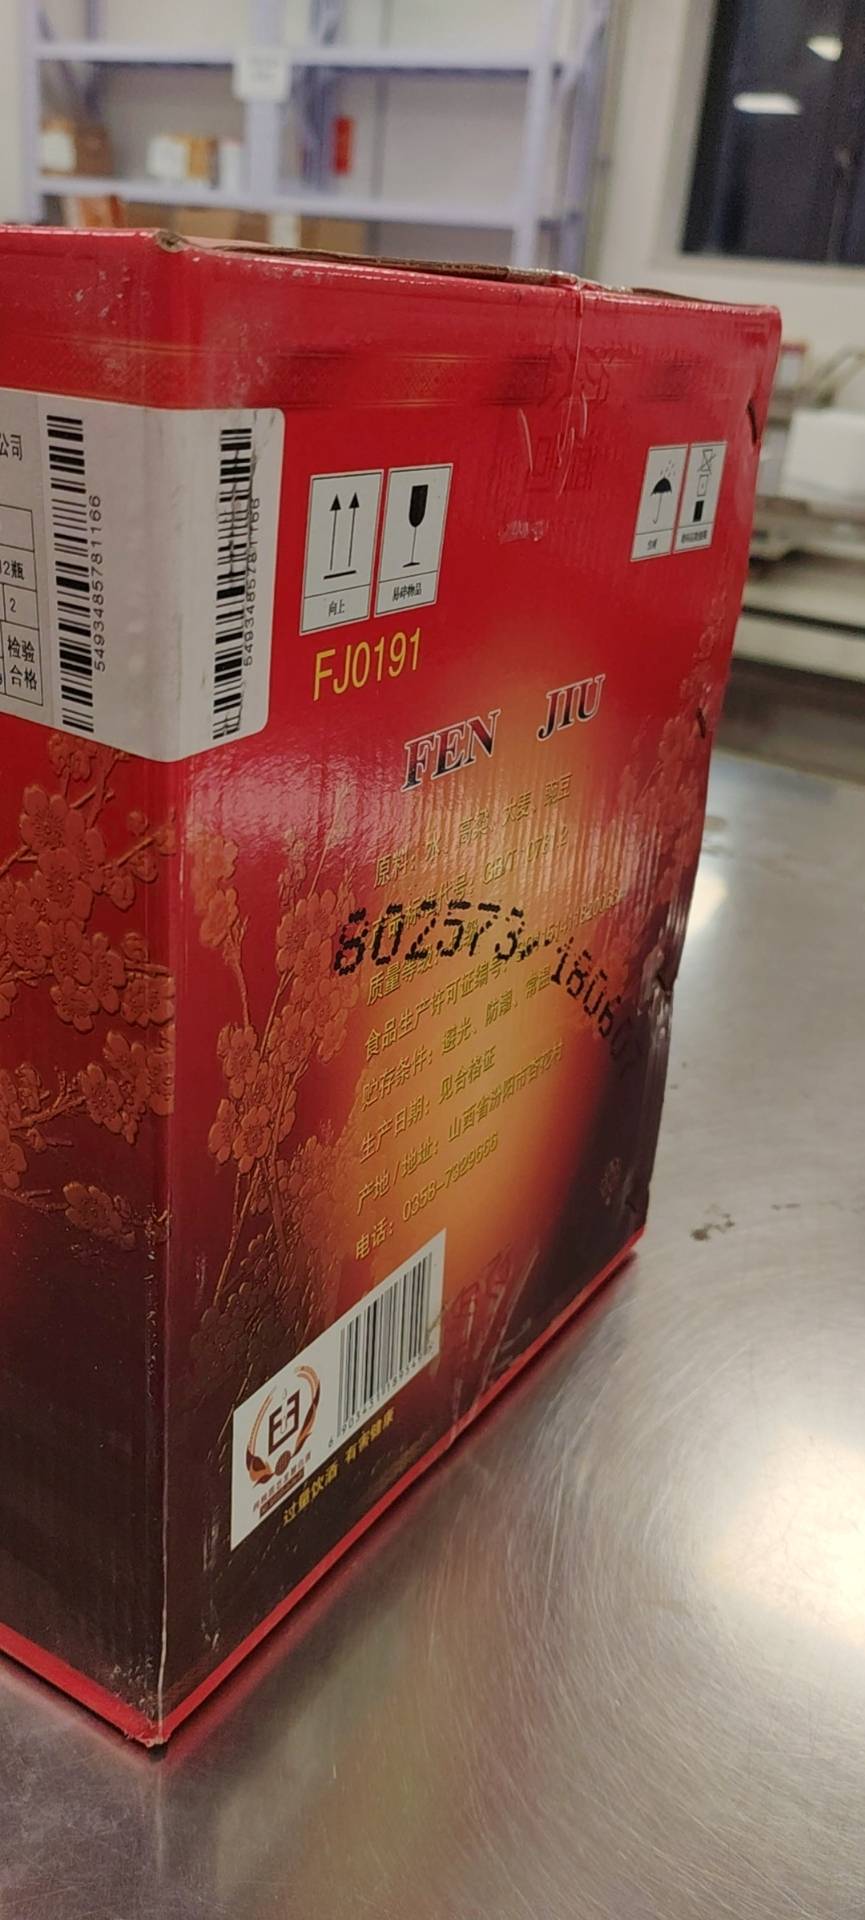 公司
12瓶
2
检验
合格
5493485781166
5493485781166
向上
易碎物品
FJ0191
FEN JIU
原料：水、高粱、大麦、豌豆
802573
180607
食品生产许可证编号：
贮存条件：避光、防潮、常温
生产日期：见合格证
产地/地址：山西省汾阳市杏花村
电话：0358-7329666
过量饮酒 有害健康